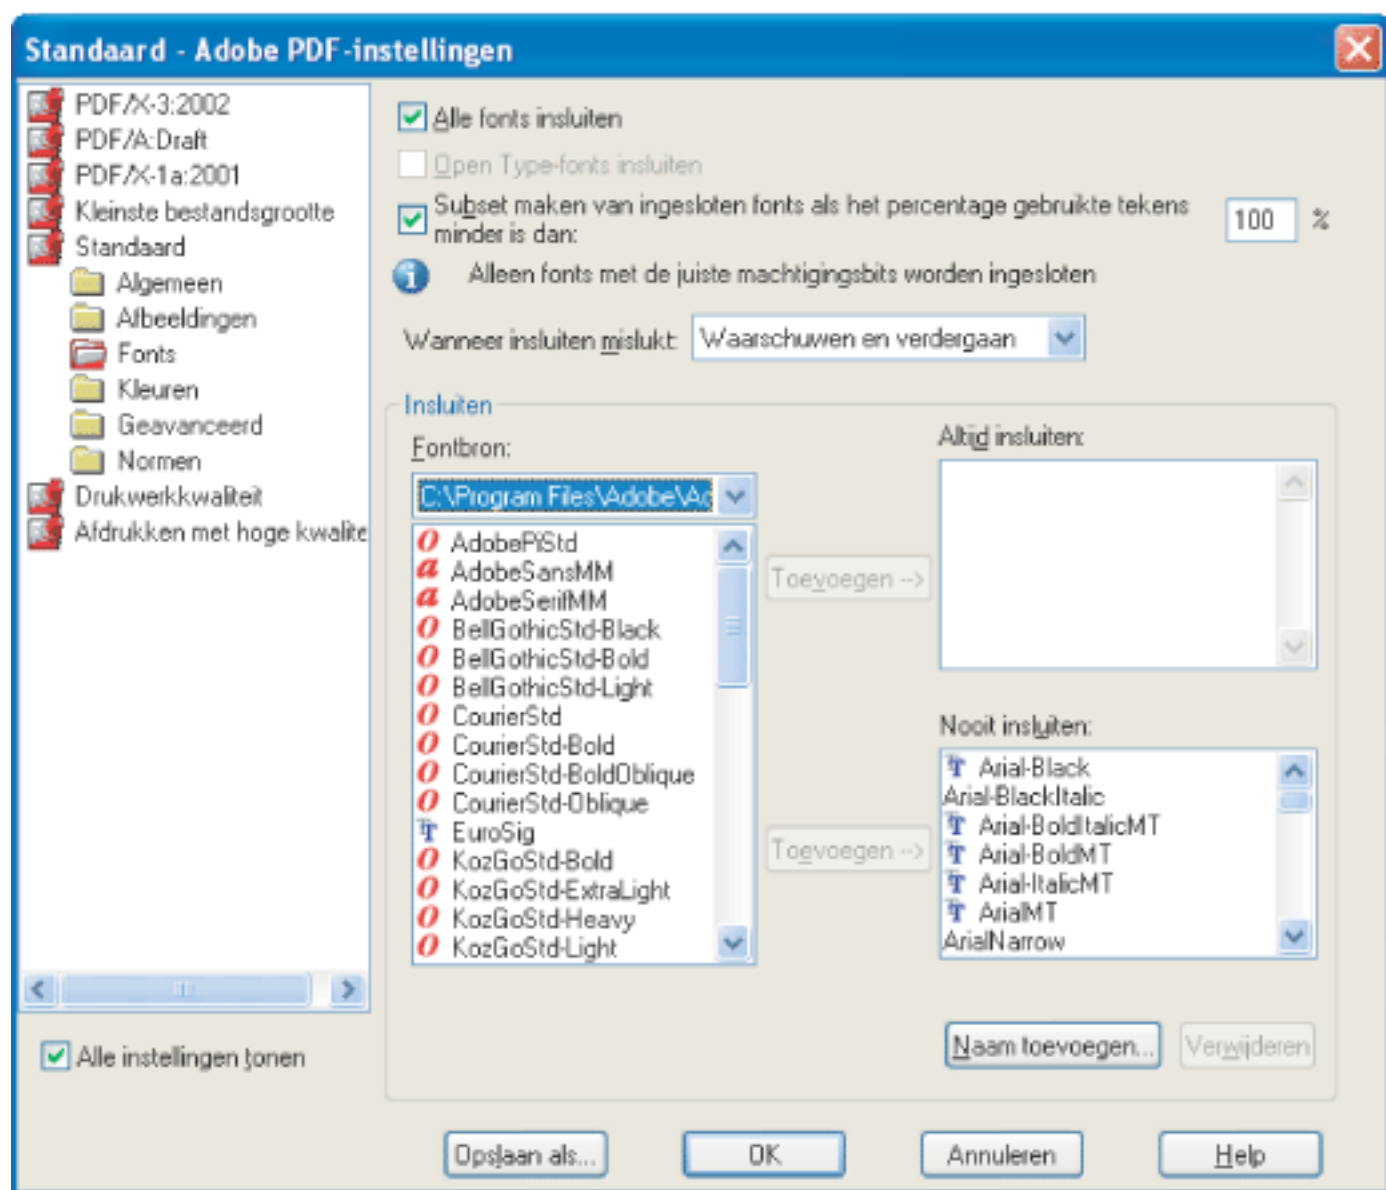 Standaard - Adobe PDF-instellingen
PDF/X-3:2002
PDF/A:Draft
PDF/X-1a:2001
Kleinste bestandsgrootte
Standaard
Algemeen
Afbeeldingen
Fonts
Kleuren
Geavanceerd
Normen
Drukwerkkwaliteit
Afdrukken met hoge kwalite
Alle instellingen tonen
Alle fonts insluiten
Open Type-fonts insluiten
Subset maken van ingesloten fonts als het percentage gebruikte tekens
minder is dan:
100 %
Alleen fonts met de juiste machtigingsbits worden ingesloten
Wanneer insluiten mislukt: Waarschuwen en verdergaan
Insluiten
Fontbron:
C:\Program Files\Adobe\Ac
AdobePiStd
AdobeSansMM
AdobeSerifMM
BellGothicStd-Black
BellGothicStd-Bold
BellGothicStd-Light
CourierStd
CourierStd-Bold
CourierStd-BoldOblique
CourierStd-Oblique
EuroSig
KozGoStd-Bold
KozGoStd-ExtraLight
KozGoStd-Heavy
KozGoStd-Light
Toevoegen -->
Toevoegen -->
Altijd insluiten:
Nooit insluiten:
Arial-Black
Arial-BlackItalic
Arial-BoldItalicMT
Arial-BoldMT
Arial-ItalicMT
ArialMT
ArialNarrow
Naam toevoegen...
Verwijderen
Opslaan als...
OK
Annuleren
Help